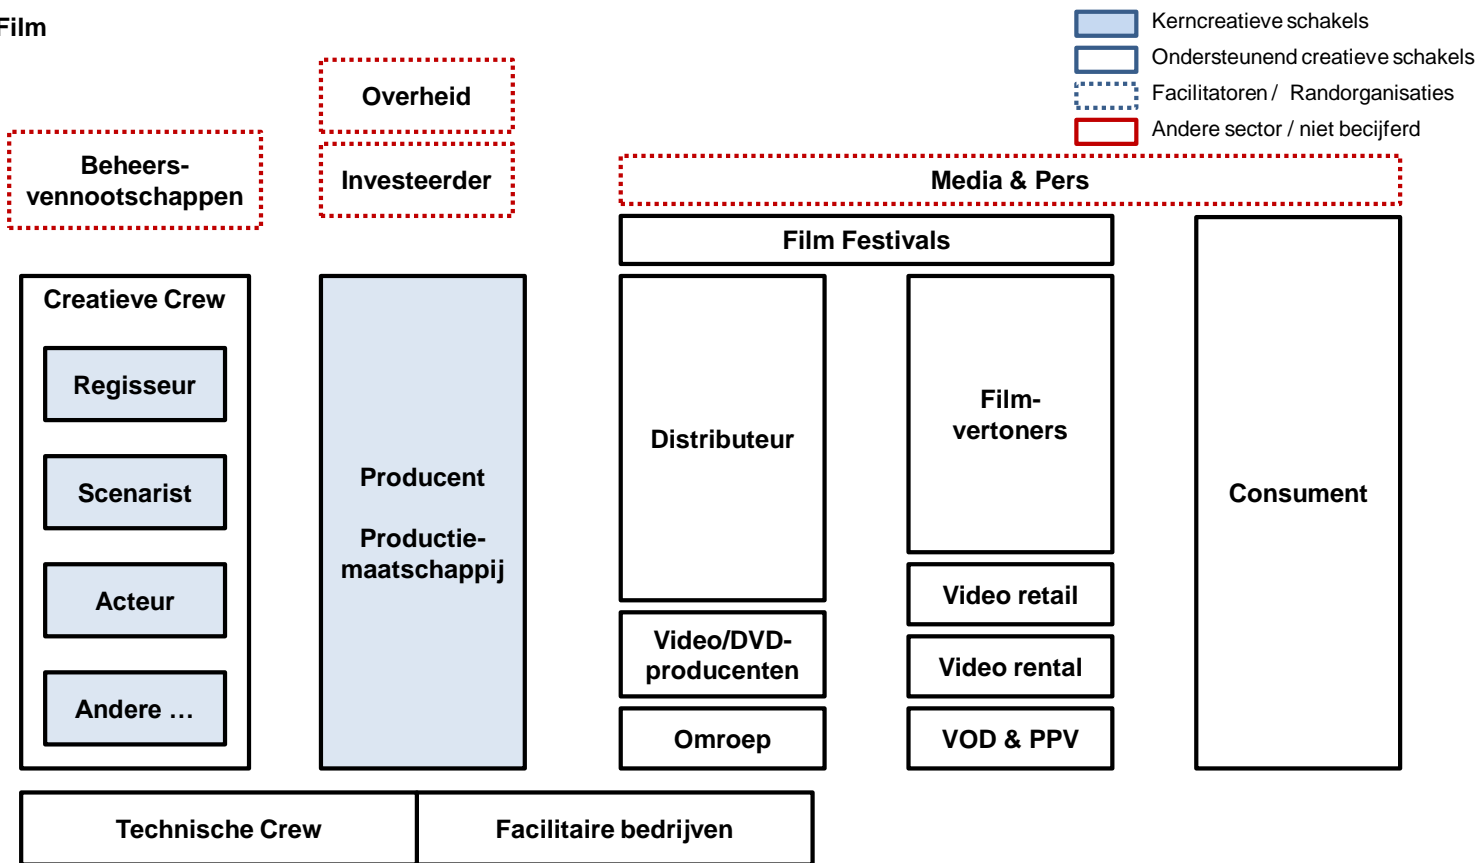 Film
Kerncreatieve schakels
Ondersteunend creatieve schakels
Facilitatoren / Randorganisaties
Andere sector / niet becijferd
Overheid
Beheers-
vennootschappen
Investeerder
Media & Pers
Film Festivals
Creatieve Crew
Regisseur
Scenarist
Acteur
Andere …
Producent
Productie-
maatschappij
Distributeur
Video/DVD-
producenten
Omroep
Film-
vertoners
Video retail
Video rental
VOD & PPV
Consument
Technische Crew
Facilitaire bedrijven